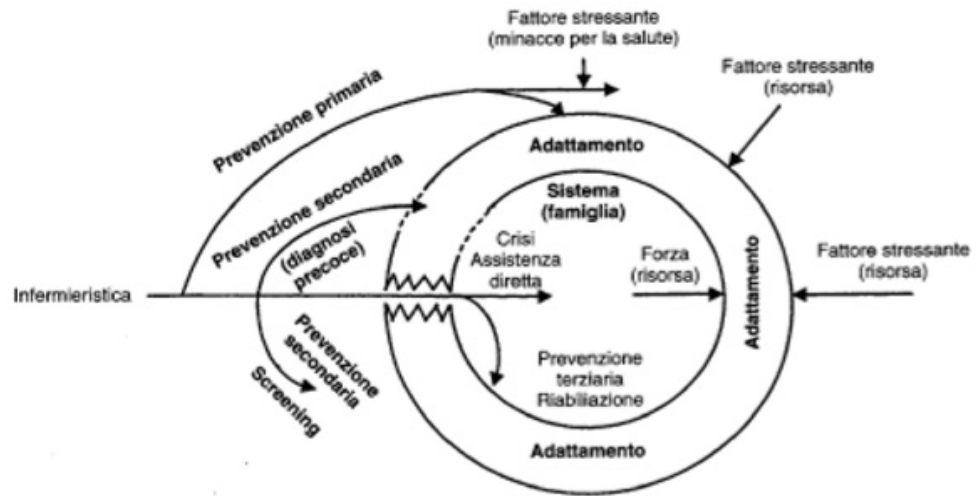 Fattore stressante
(minacce per la salute)
Fattore stressante
(risorsa)
Prevenzione primaria
Adattamento
Prevenzione secondaria
(diagnosi
precoce)
Sistema
(famiglia)
Crisi
Assistenza
diretta
Forza
(risorsa)
Adattamento
Fattore stressante
(risorsa)
Infermieristica
Prevenzione
secondaria
Screening
Prevenzione
terziaria
Riabiliazione
Adattamento